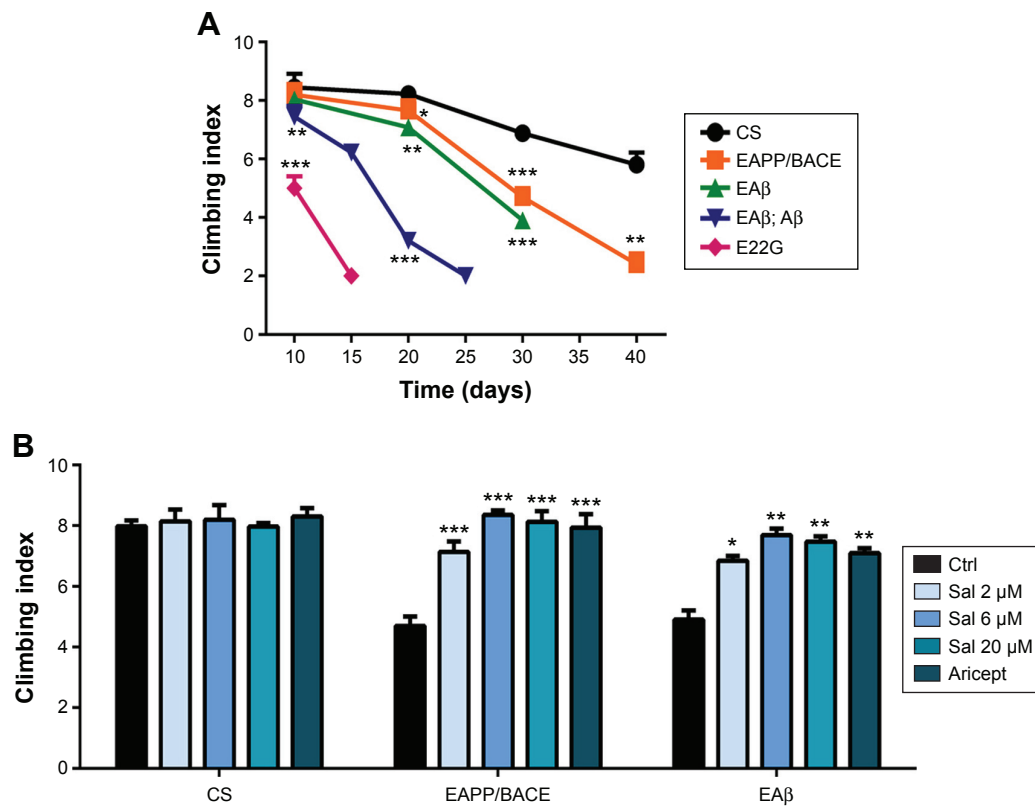 A
10
8
6
4
2
0
Climbing index
*
**
**
***
***
***
***
**
10 15 20 25 30 35 40
Time (days)
CS
EAPP/BACE
EAβ
EAβ; Aβ
E22G
B
10
8
6
4
2
0
Climbing index
*** *** *** ***
* ** ** **
CS EAPP/BACE EAβ
Ctrl
Sal 2 µM
Sal 6 µM
Sal 20 µM
Aricept